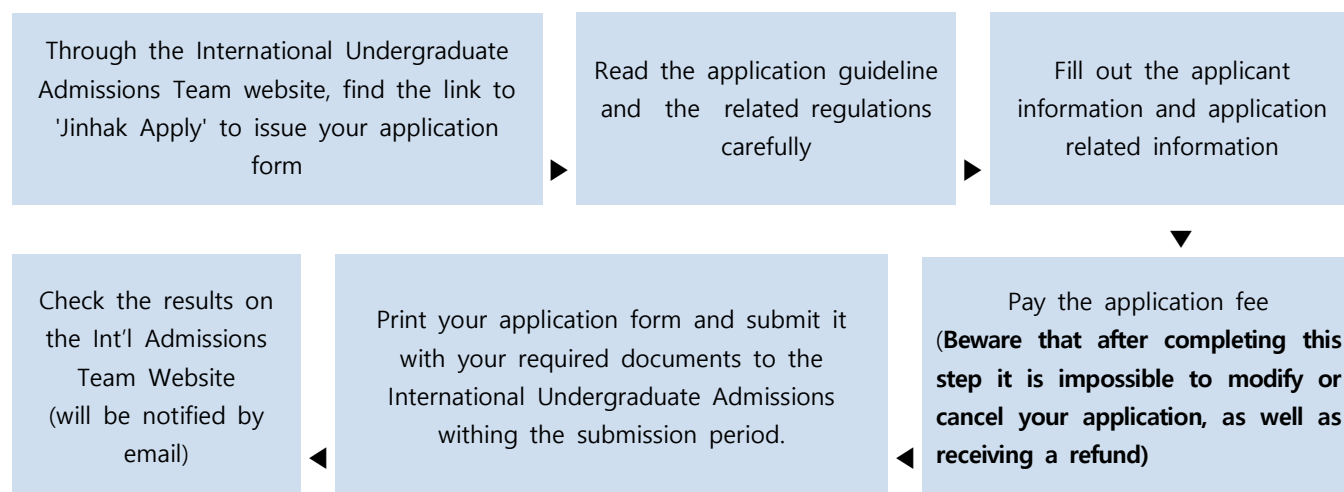 Through the International Undergraduate
Admissions Team website, find the link to
'Jinhak Apply' to issue your application
form
▶
Read the application guideline
and the related regulations
carefully
▶
Fill out the applicant
information and application
related information
▼
Pay the application fee
(Beware that after completing this
step it is impossible to modify or
cancel your application, as well as
receiving a refund)
◀
Print your application form and submit it
with your required documents to the
International Undergraduate Admissions
withing the submission period.
◀
Check the results on
the Int’l Admissions
Team Website
(will be notified by
email)